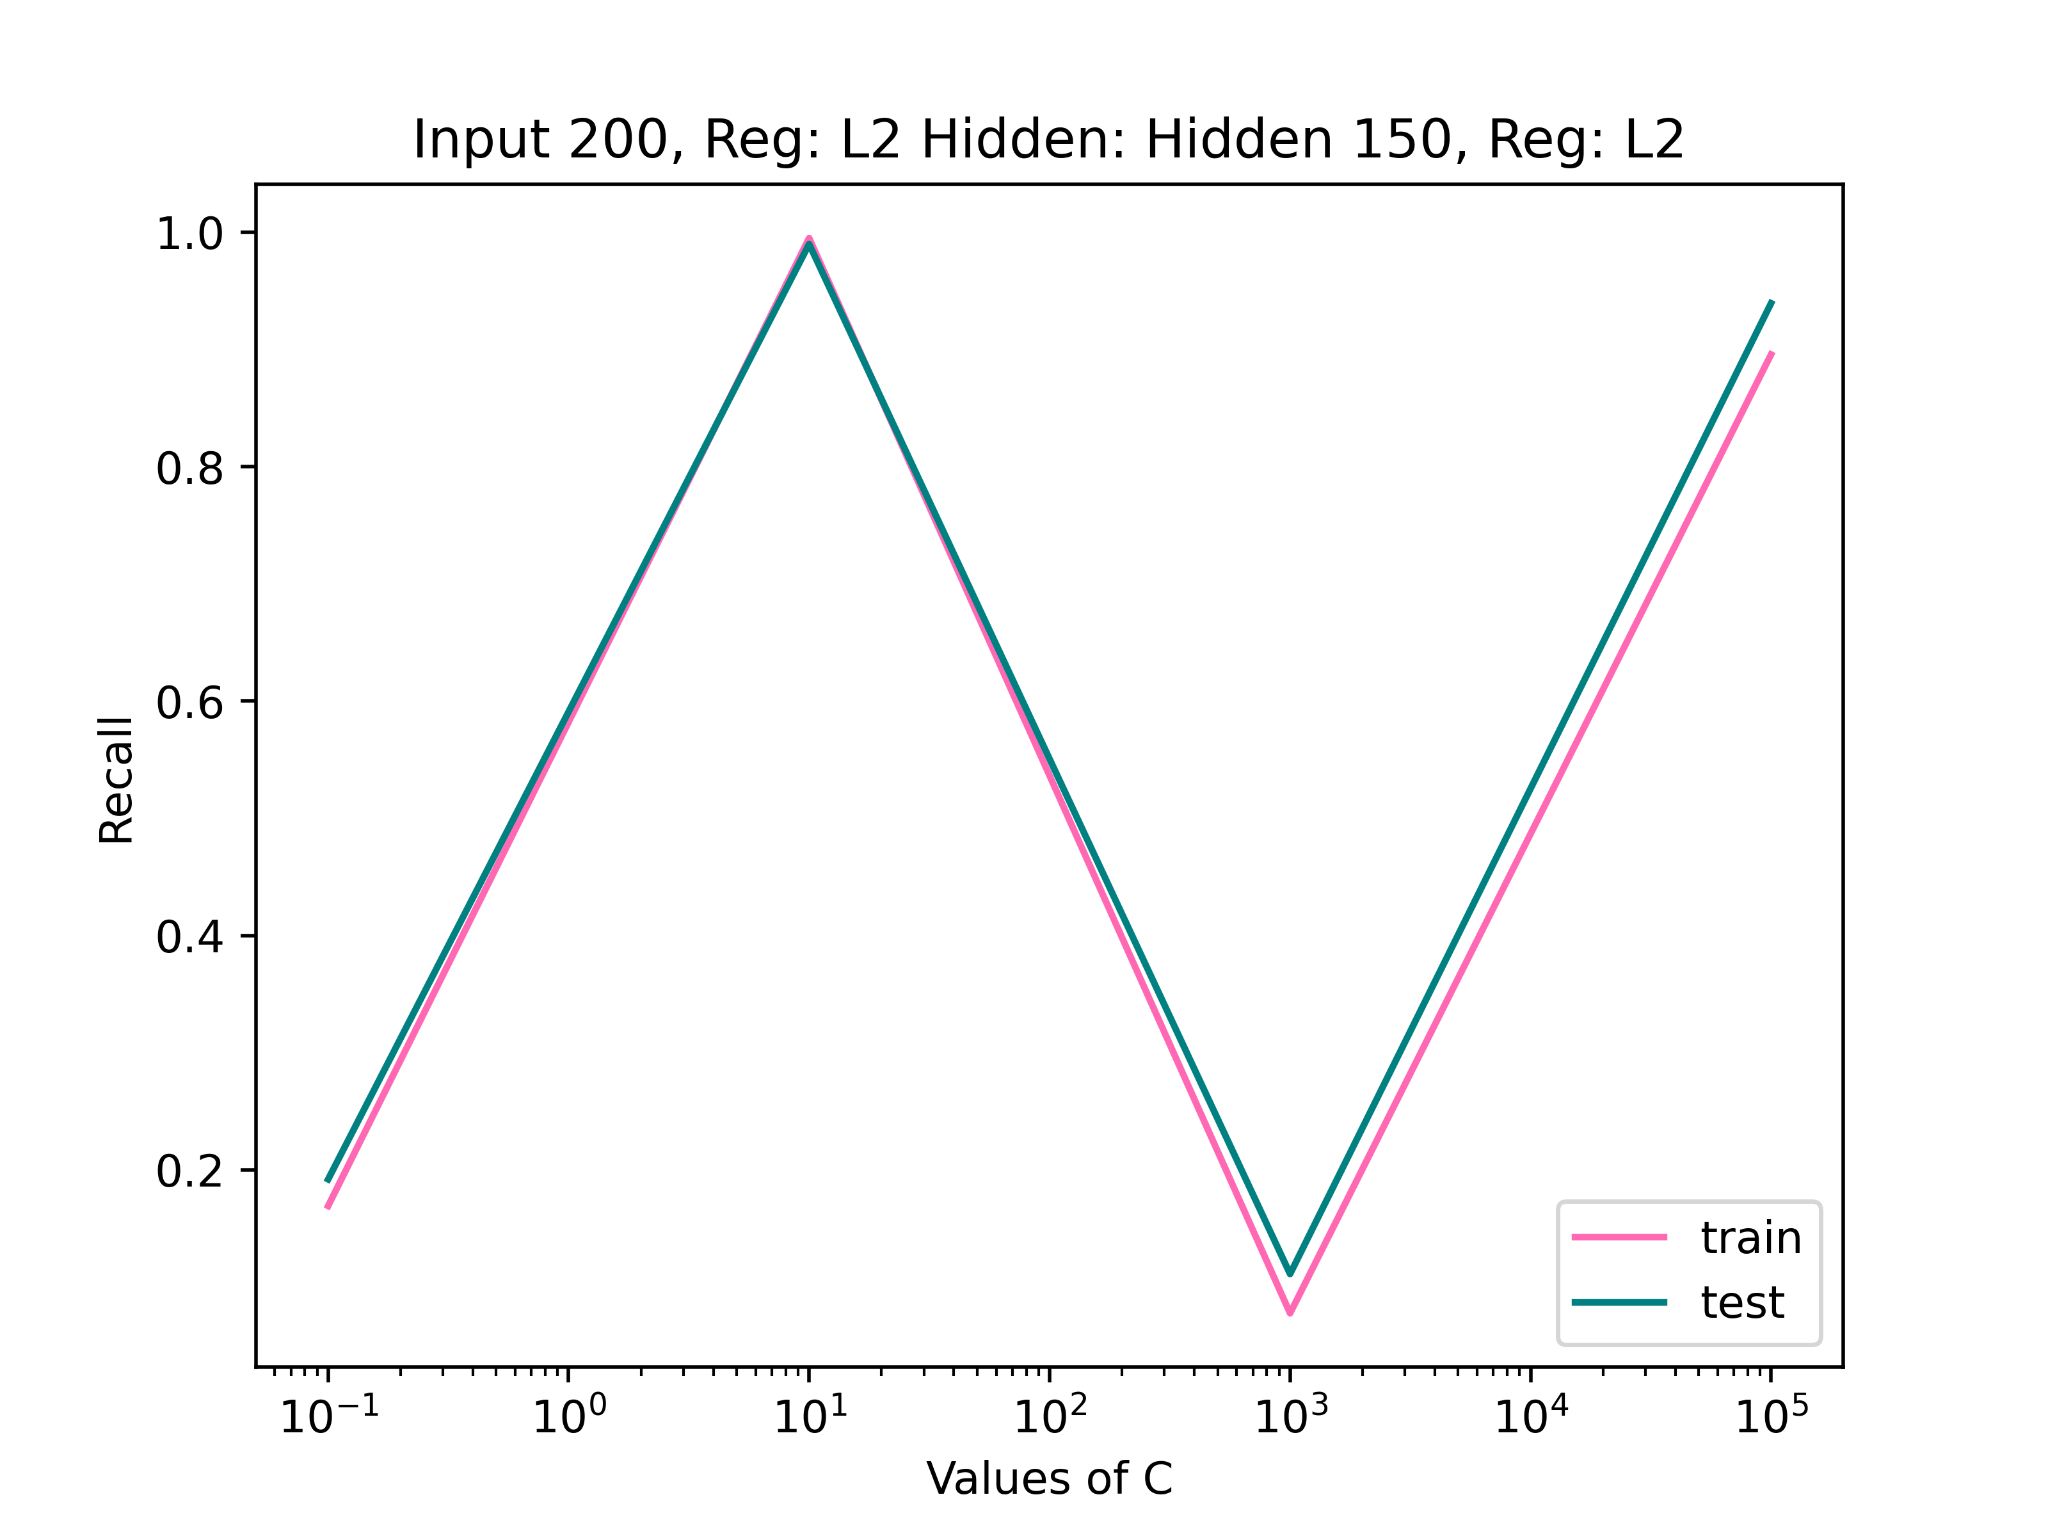 Input 200, Reg: L2 Hidden: Hidden 150, Reg: L2
1.0
0.8
0.6
0.4
0.2
Recall
train
test
10⁻¹ 10⁰ 10¹ 10² 10³ 10⁴ 10⁵
Values of C